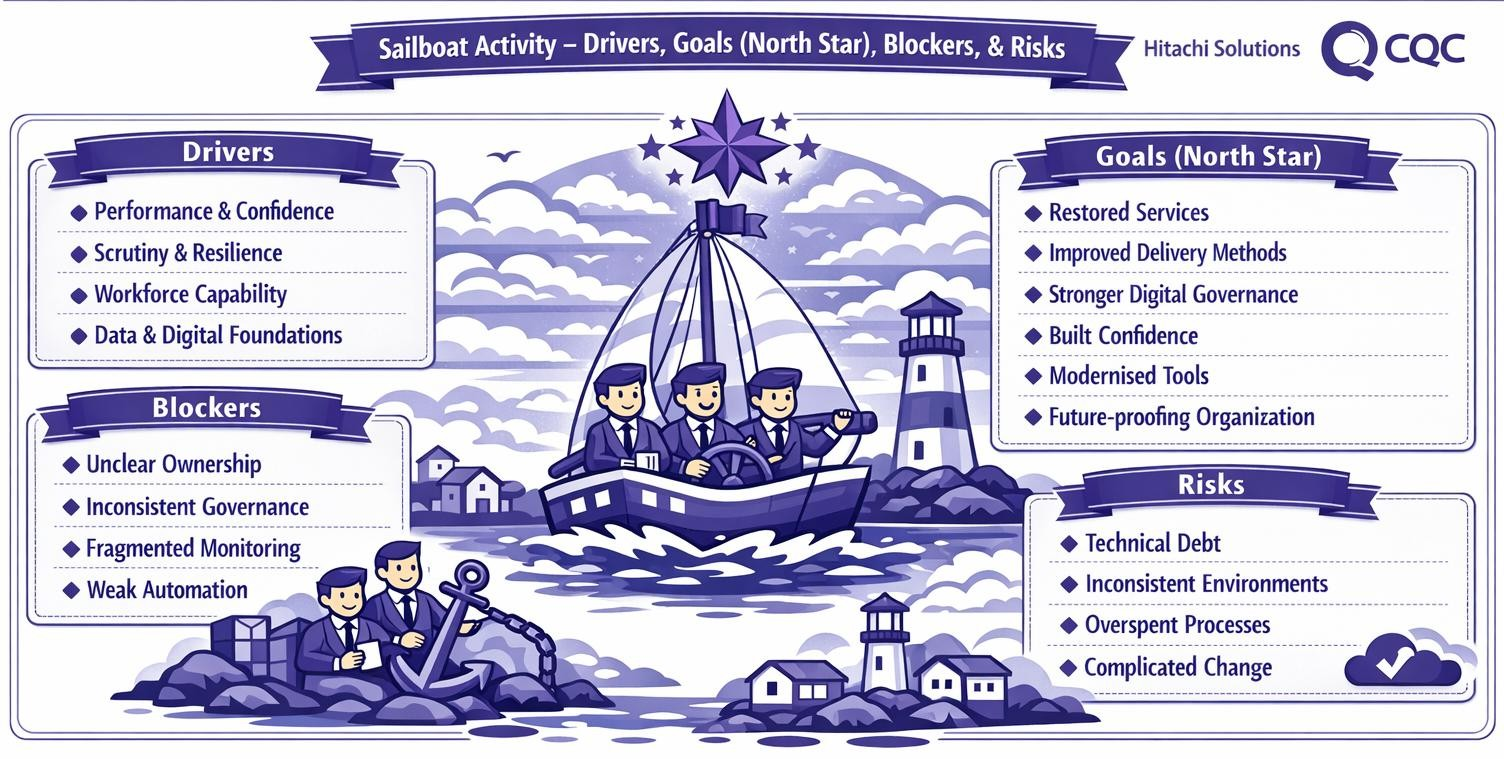 Sailboat Activity – Drivers, Goals (North Star), Blockers, & Risks
Hitachi Solutions
CQC
Drivers
Performance & Confidence
Scrutiny & Resilience
Workforce Capability
Data & Digital Foundations
Goals (North Star)
Restored Services
Improved Delivery Methods
Stronger Digital Governance
Built Confidence
Modernised Tools
Future-proofing Organization
Blockers
Unclear Ownership
Inconsistent Governance
Fragmented Monitoring
Weak Automation
Risks
Technical Debt
Inconsistent Environments
Overspent Processes
Complicated Change